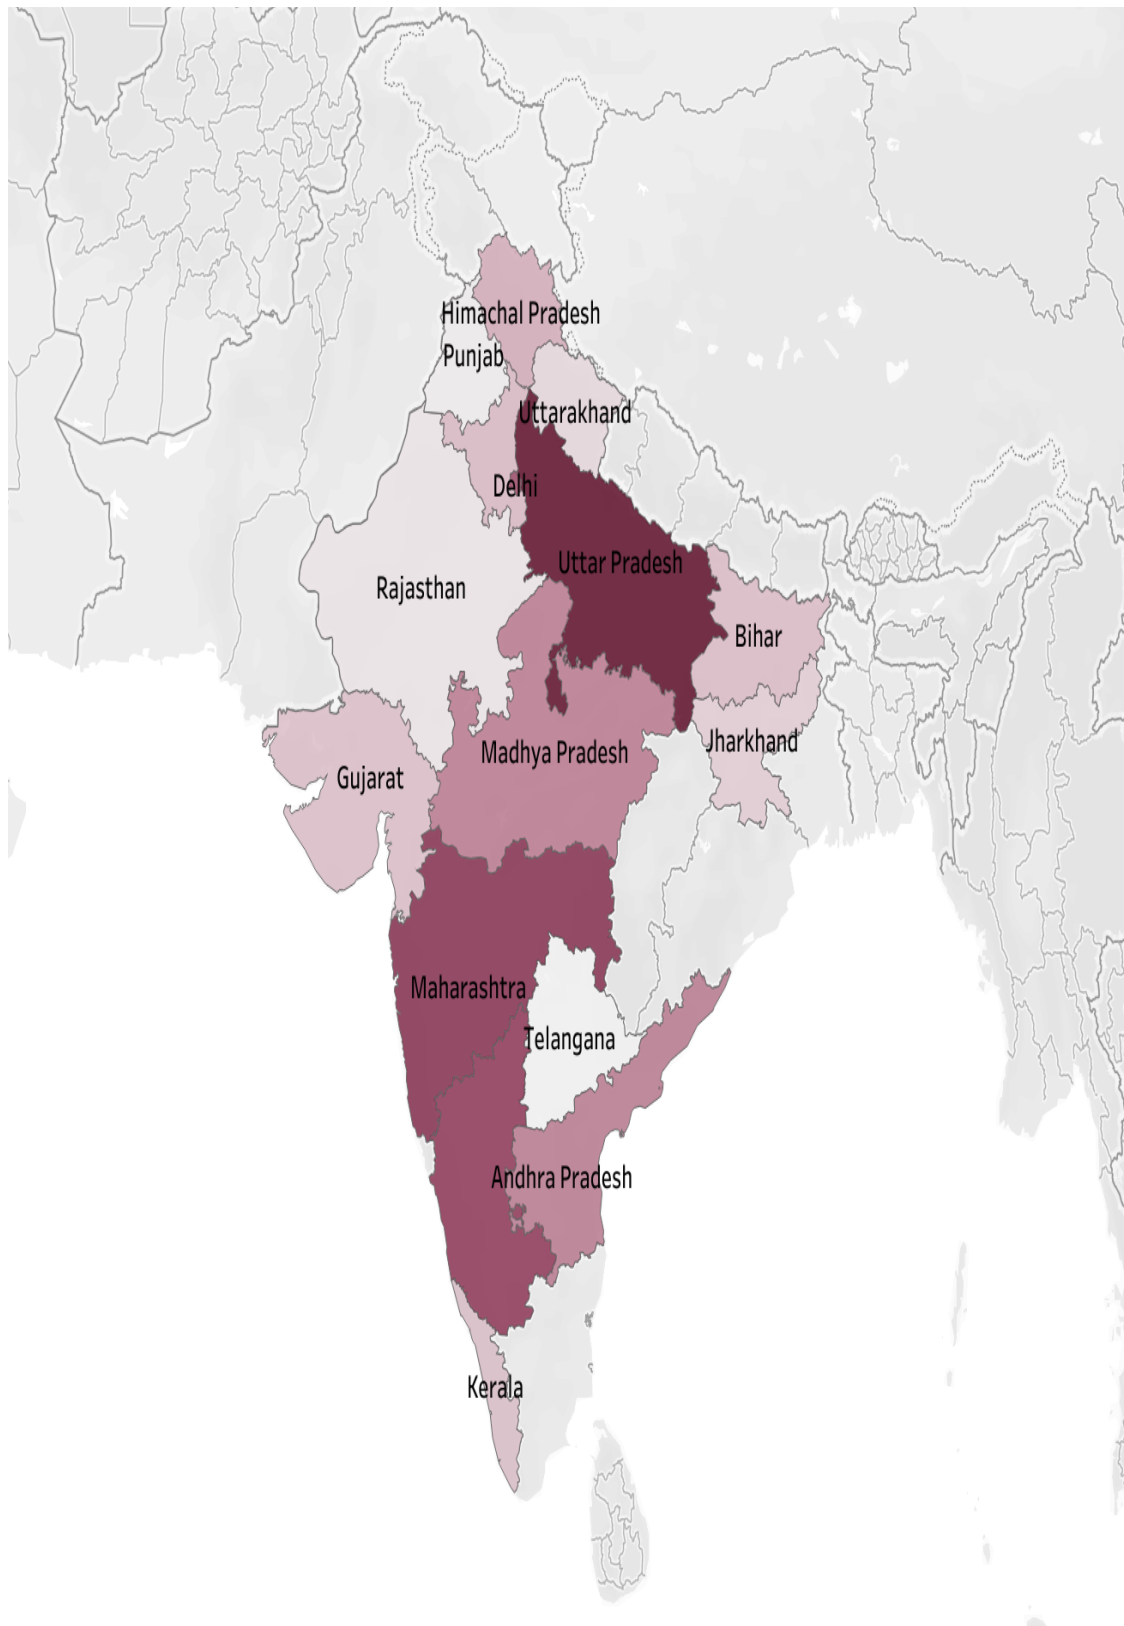 Himachal Pradesh
Punjab
Uttarakhand
Delhi
Uttar Pradesh
Rajasthan
Bihar
Jharkhand
Madhya Pradesh
Gujarat
Maharashtra
Telangana
Andhra Pradesh
Kerala